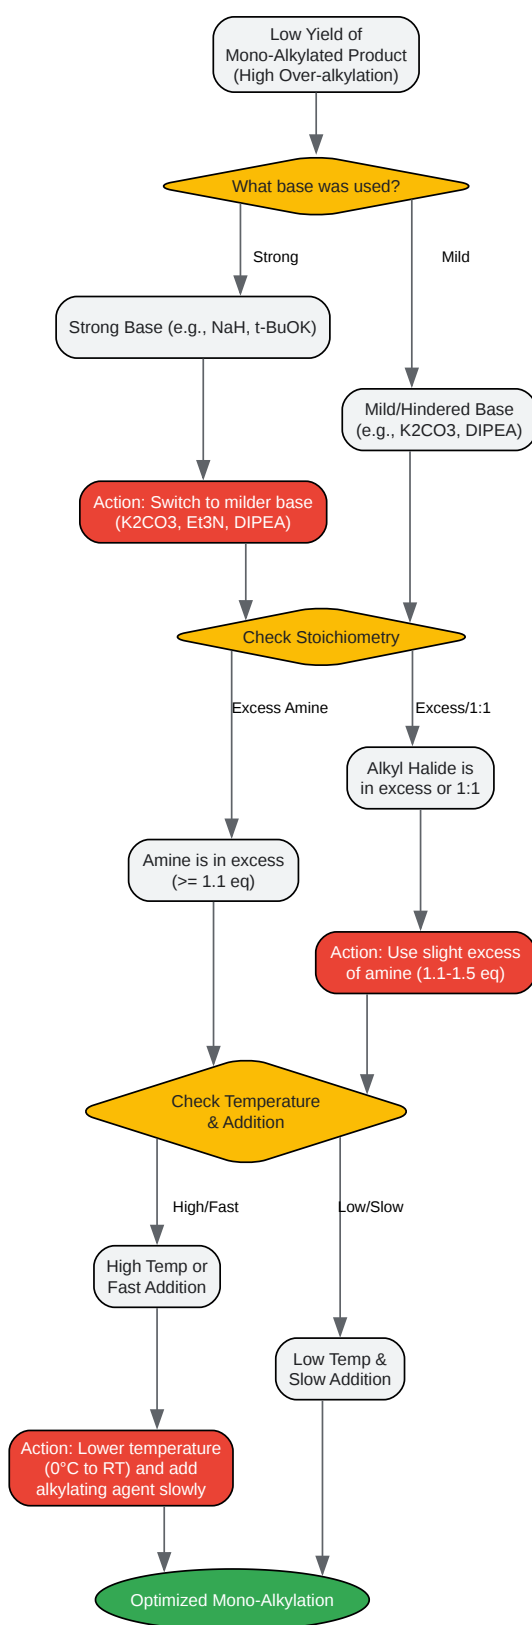 Low Yield of
Mono-Alkylated Product
(High Over-alkylation)
What base was used?
Strong
Mild
Strong Base (e.g., NaH, t-BuOK)
Mild/Hindered Base
(e.g., K2CO3, DIPEA)
Action: Switch to milder base
(K2CO3, Et3N, DIPEA)
Check Stoichiometry
Excess Amine
Excess/1:1
Alkyl Halide is
in excess or 1:1
Amine is in excess
(>= 1.1 eq)
Action: Use slight excess
of amine (1.1-1.5 eq)
Check Temperature
& Addition
High/Fast
Low/Slow
High Temp or
Fast Addition
Low Temp &
Slow Addition
Action: Lower temperature
(0°C to RT) and add
alkylating agent slowly
Optimized Mono-Alkylation